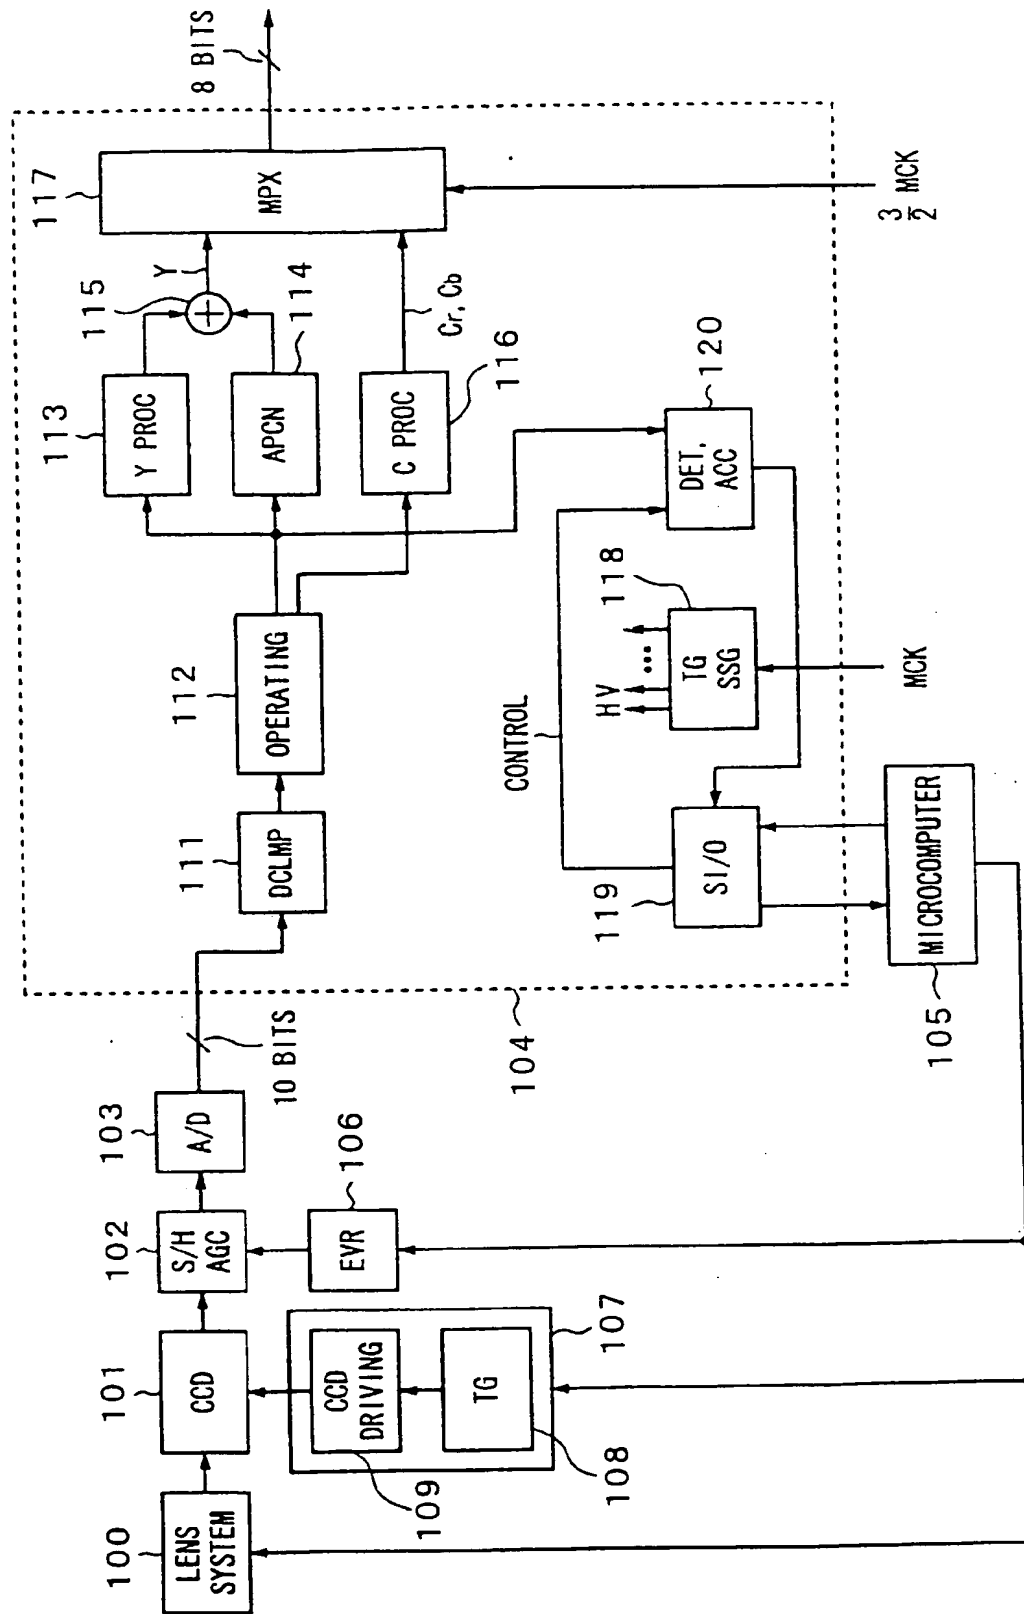 100
LENS
SYSTEM
101
CCD
102
S/H
AGC
103
A/D
10 BITS
106
EVR
107
CCD
DRIVING
109
TG
108
104
111
DCLMP
112
OPERATING
113
Y PROC
APCN
114
115
Y
C PROC
116
Cr, Cb
117
MPX
8 BITS
3/2 MCK
CONTROL
HV ...
118
TG
SSG
MCK
DET,
ACC
120
119
SI/O
MICROCOMPUTER
105